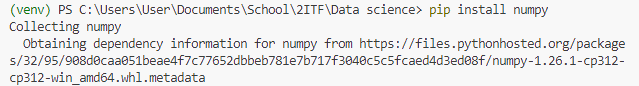 (venv) PS C:\Users\User\Documents\School\2ITF\Data science> pip install numpy
Collecting numpy
  Obtaining dependency information for numpy from https://files.pythonhosted.org/package
s/32/95/908d0caa051beae4f7c77652dbbeb781e7b717f3040c5c5fcaed4d3ed08f/numpy-1.26.1-cp312-
cp312-win_amd64.whl.metadata